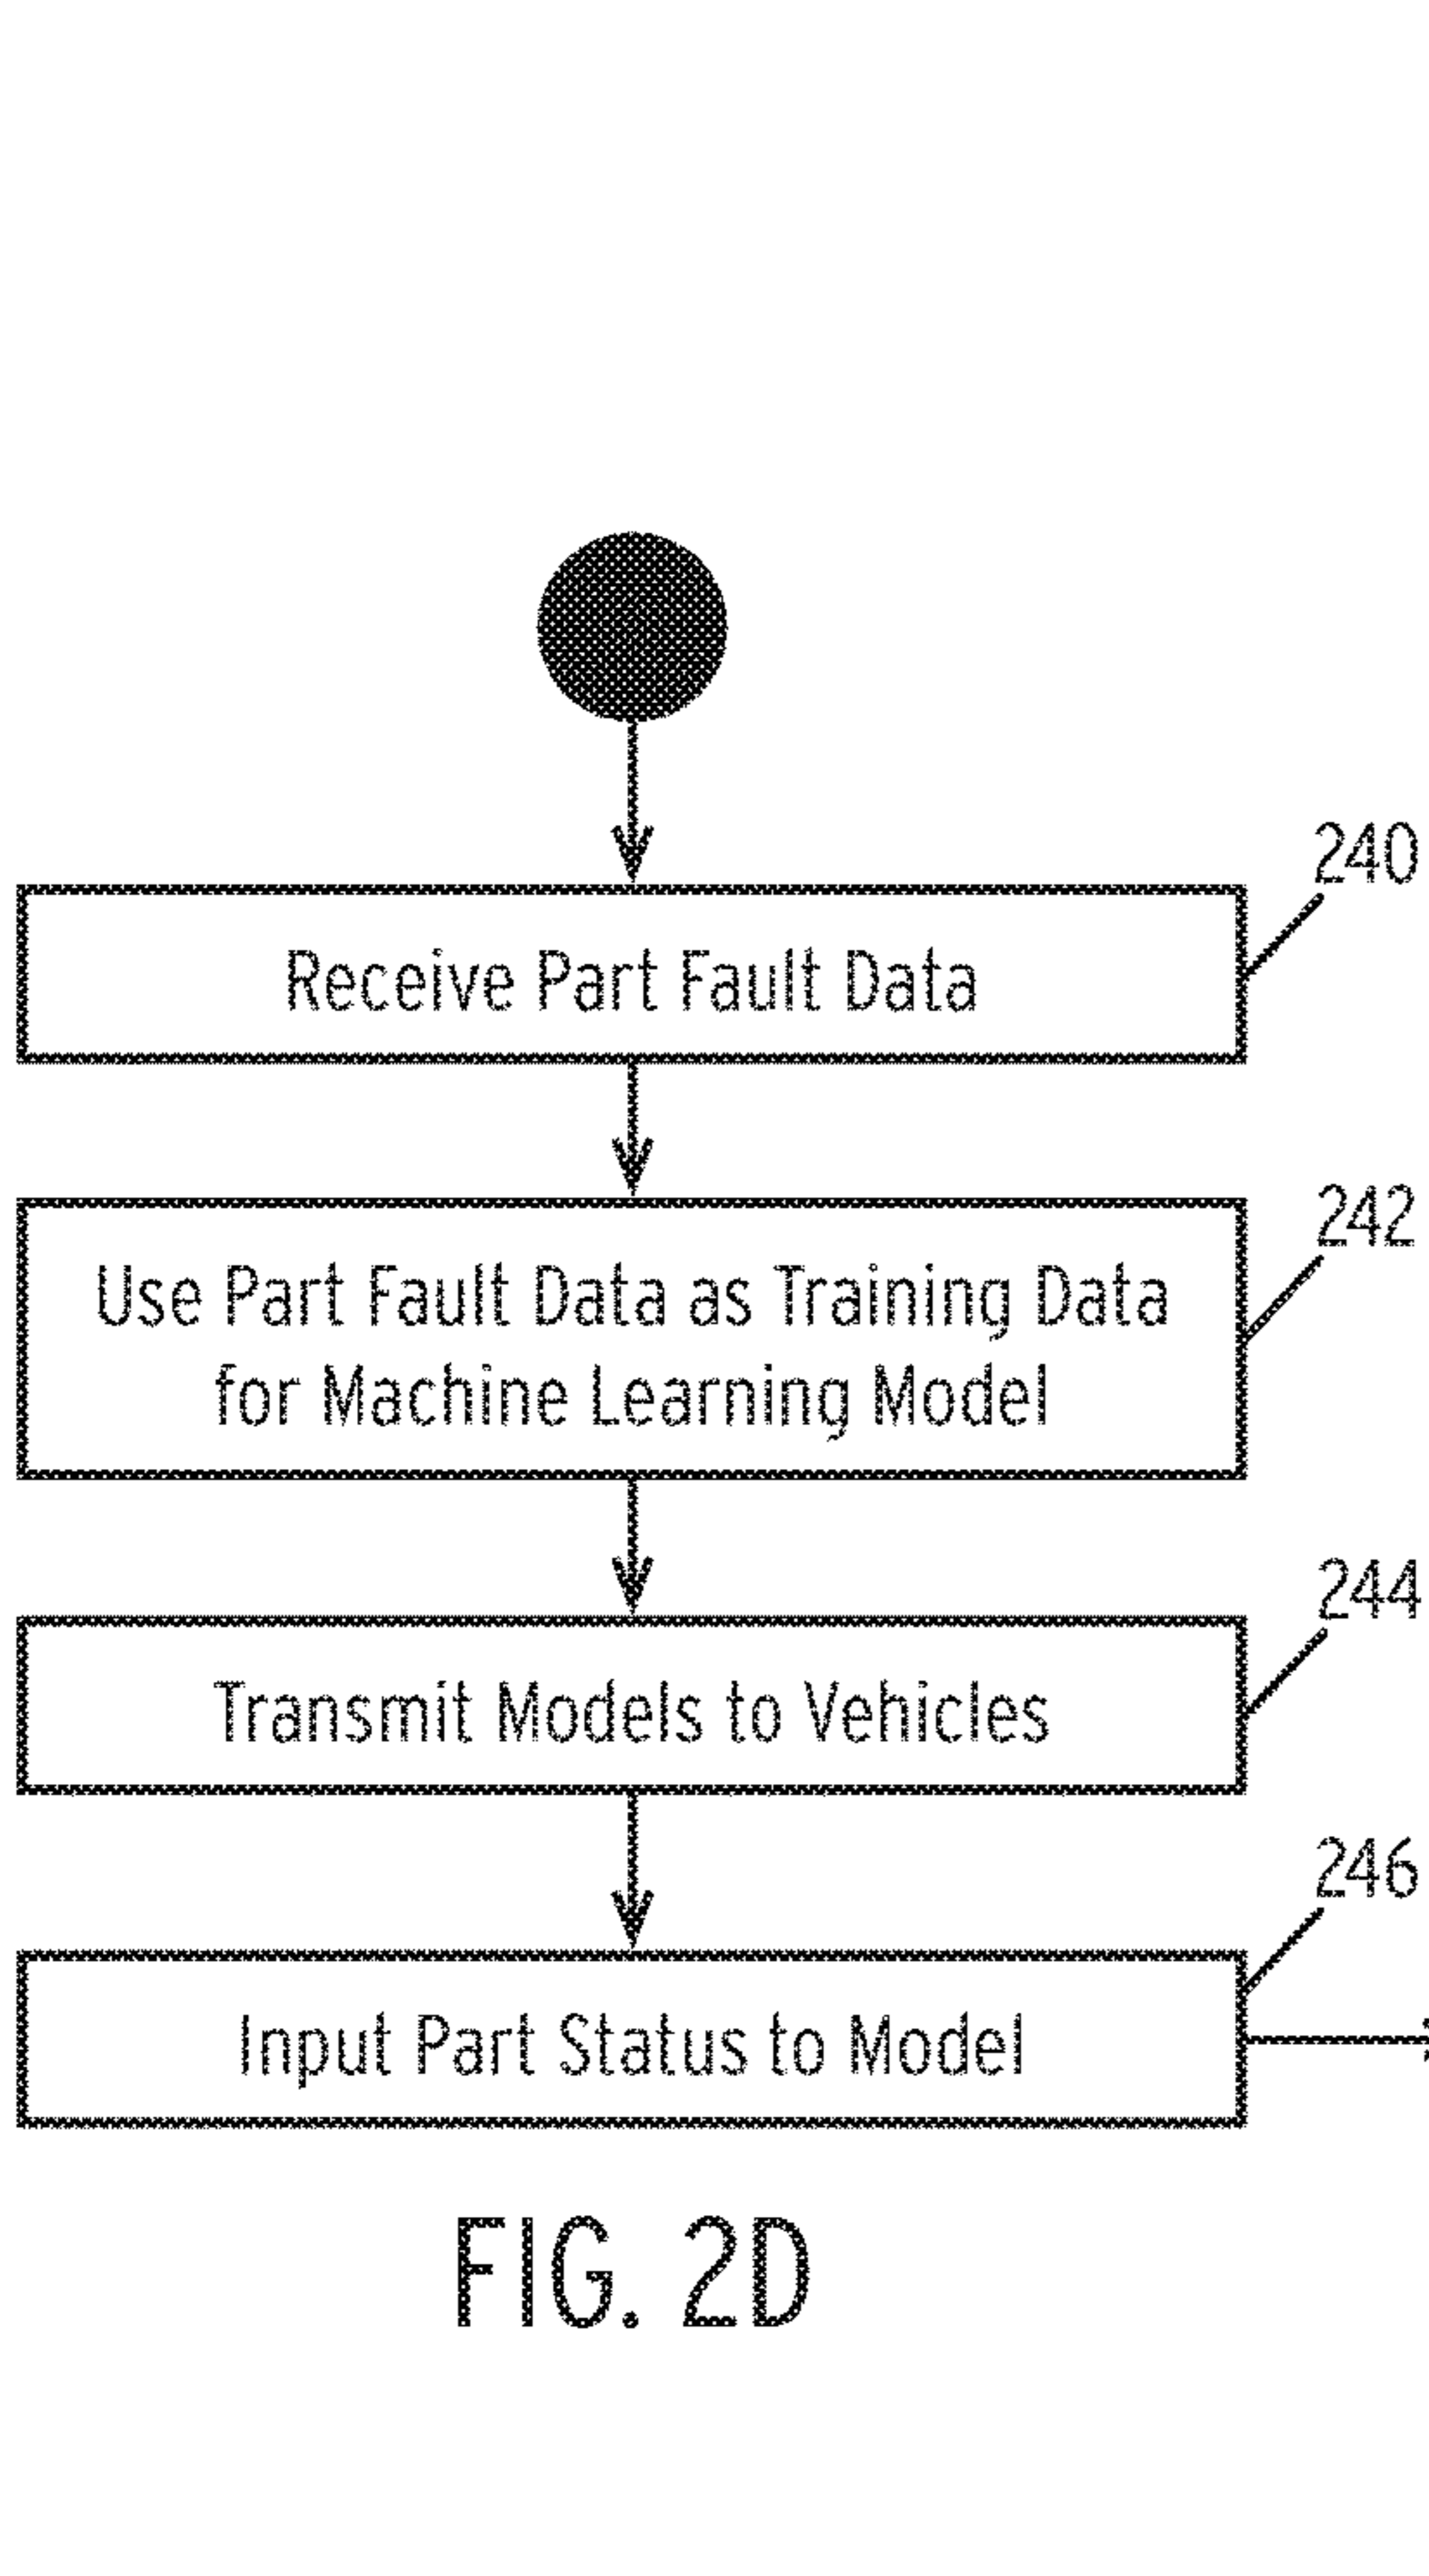 240
Receive Part Fault Data
242
Use Part Fault Data as Training Data
for Machine Learning Model
244
Transmit Models to Vehicles
246
Input Part Status to Model
FIG. 2D